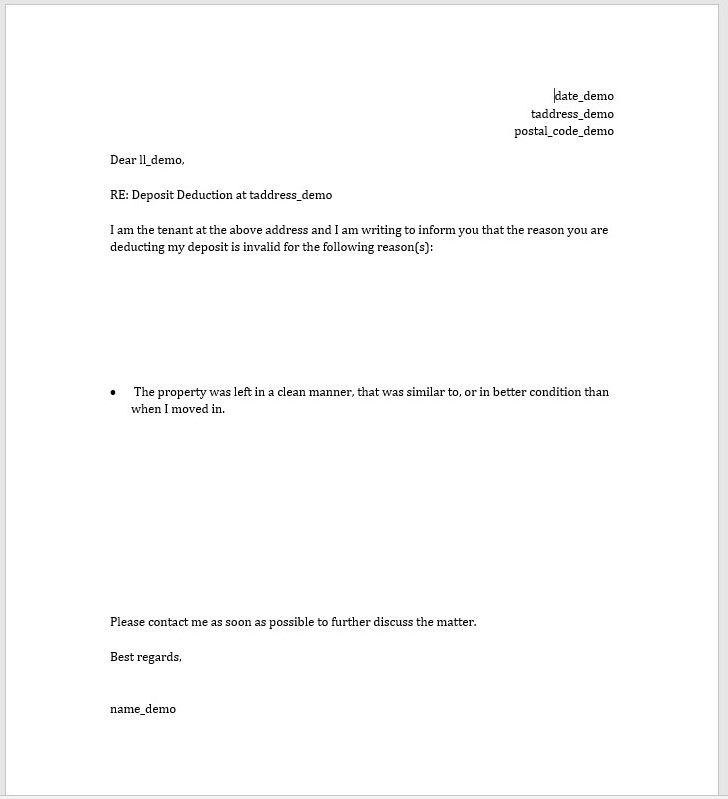 date_demo
taddress_demo
postal_code_demo
Dear ll_demo,
RE: Deposit Deduction at taddress_demo
I am the tenant at the above address and I am writing to inform you that the reason you are
deducting my deposit is invalid for the following reason(s):
• The property was left in a clean manner, that was similar to, or in better condition than
when I moved in.
Please contact me as soon as possible to further discuss the matter.
Best regards,
name_demo